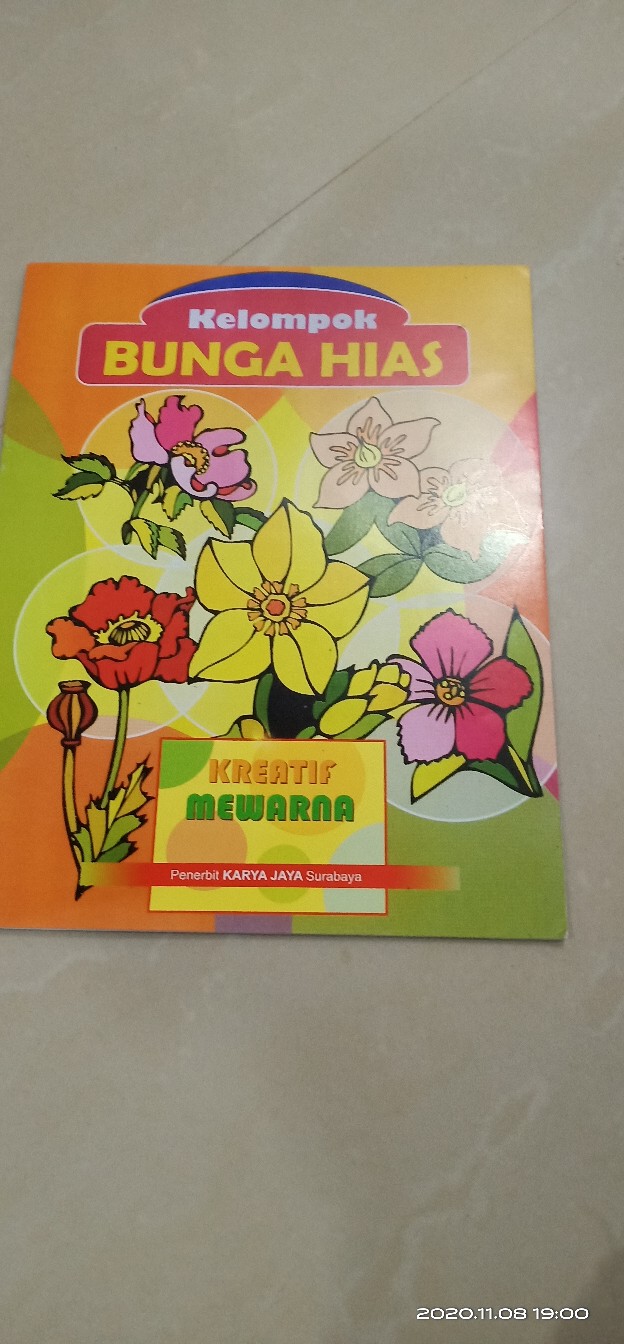 Kelompok
BUNGA HIAS
KREATIF
MEWARNA
Penerbit KARYA JAYA Surabaya
2020.11.08 19:00